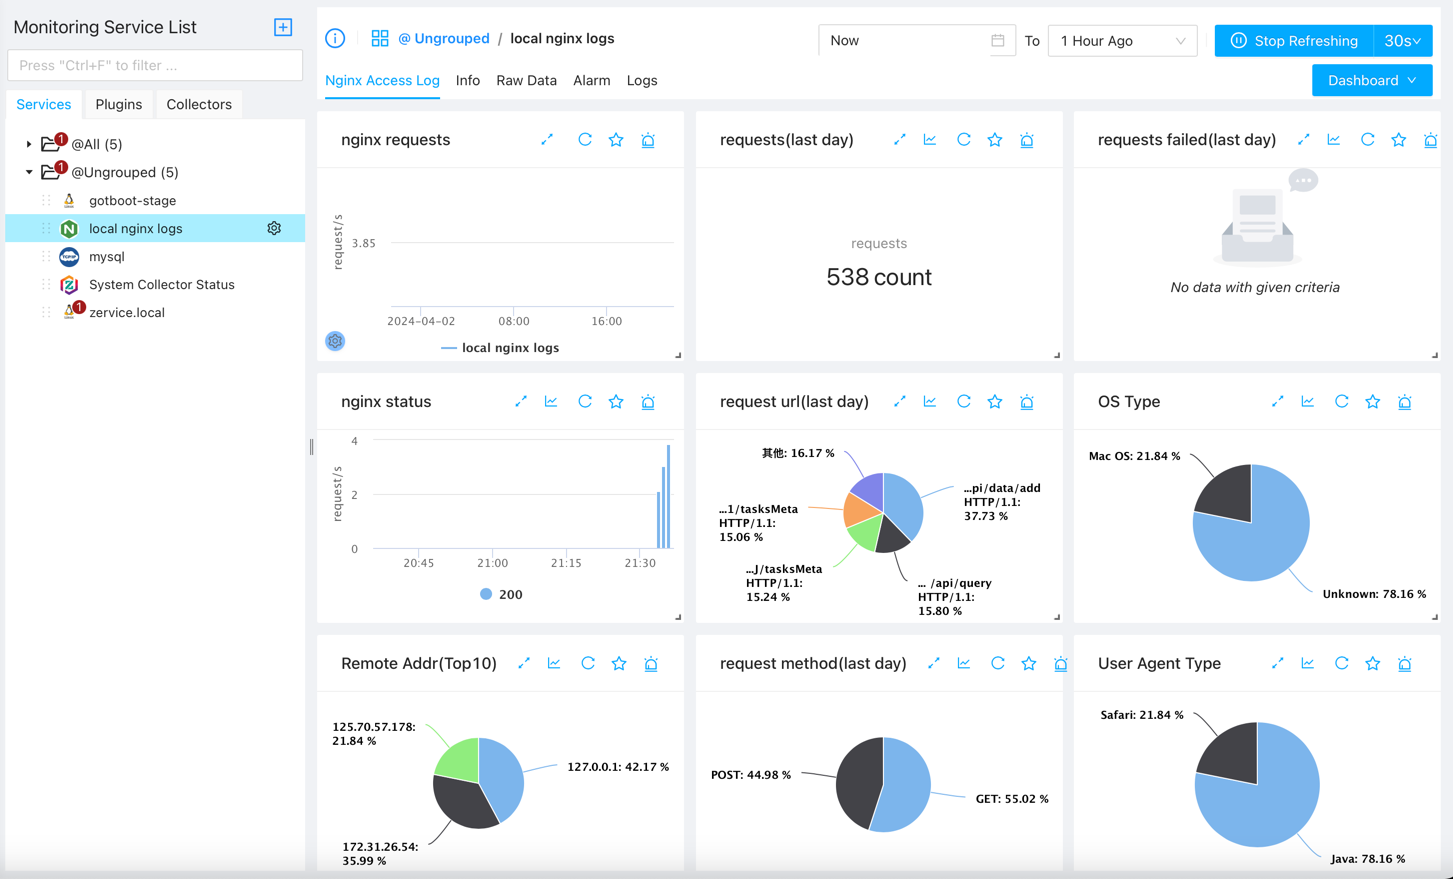 Monitoring Service List
Press "Ctrl+F" to filter ...
Services Plugins Collectors
1 @All (5)
1 @Ungrouped (5)
gotboot-stage
local nginx logs
mysql
System Collector Status
1 zervice.local
@ Ungrouped / local nginx logs
Now To 1 Hour Ago
Stop Refreshing 30s
Nginx Access Log Info Raw Data Alarm Logs
Dashboard
nginx requests
request/s
3.85
2024-04-02 08:00 16:00
local nginx logs
requests(last day)
requests
538 count
requests failed(last day)
No data with given criteria
nginx status
request/s
4
2
0
20:45 21:00 21:15 21:30
200
request url(last day)
其他: 16.17 %
...pi/data/add
HTTP/1.1:
37.73 %
...1/tasksMeta
HTTP/1.1:
15.06 %
...J/tasksMeta
HTTP/1.1:
15.24 %
... /api/query
HTTP/1.1:
15.80 %
OS Type
Mac OS: 21.84 %
Unknown: 78.16 %
Remote Addr(Top10)
125.70.57.178:
21.84 %
127.0.0.1: 42.17 %
172.31.26.54:
35.99 %
request method(last day)
POST: 44.98 %
GET: 55.02 %
User Agent Type
Safari: 21.84 %
Java: 78.16 %